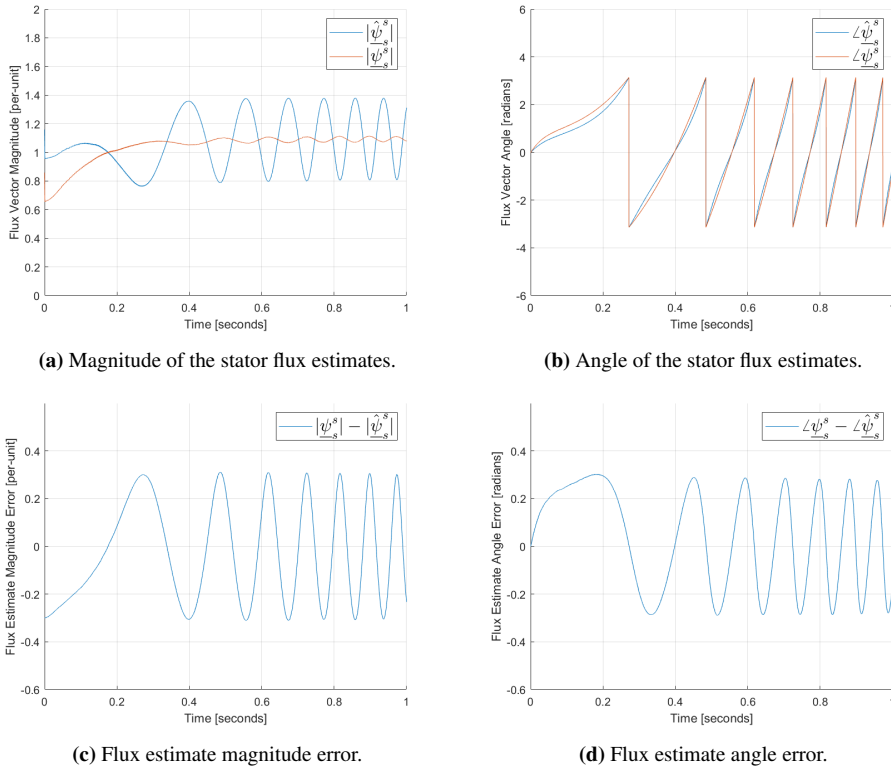 2
1.8
1.6
1.4
1.2
1
0.8
0.6
0.4
0.2
0
0 0.2 0.4 0.6 0.8 1
Flux Vector Magnitude [per-unit]
Time [seconds]
|ψ̂ˢₛ|
|ψˢₛ|
(a) Magnitude of the stator flux estimates.
6
4
2
0
-2
-4
-6
0 0.2 0.4 0.6 0.8 1
Flux Vector Angle [radians]
Time [seconds]
∠ψ̂ˢₛ
∠ψˢₛ
(b) Angle of the stator flux estimates.
0.4
0.2
0
-0.2
-0.4
-0.6
0 0.2 0.4 0.6 0.8 1
Flux Estimate Magnitude Error [per-unit]
Time [seconds]
|ψˢₛ| − |ψ̂ˢₛ|
(c) Flux estimate magnitude error.
0.4
0.2
0
-0.2
-0.4
-0.6
0 0.2 0.4 0.6 0.8 1
Flux Estimate Angle Error [radians]
Time [seconds]
∠ψˢₛ − ∠ψ̂ˢₛ
(d) Flux estimate angle error.